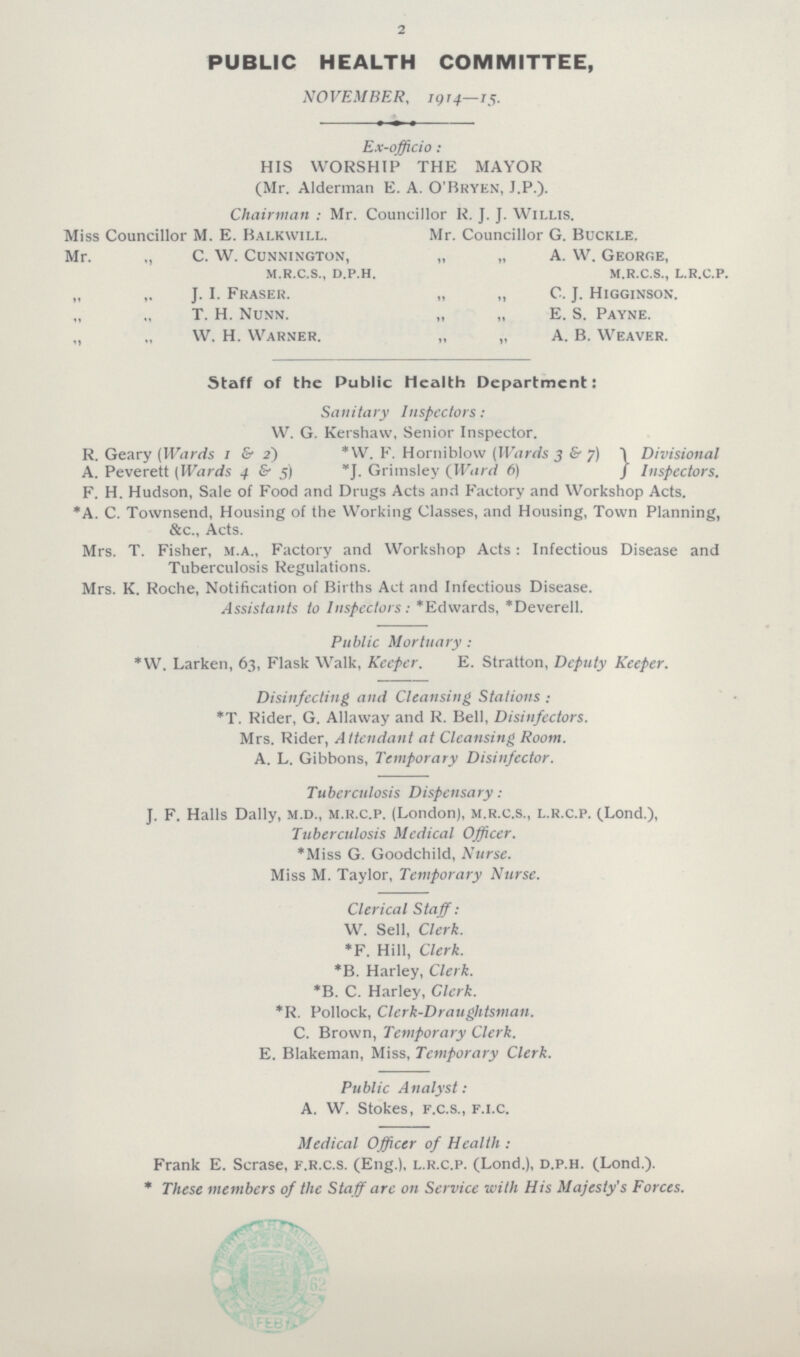 2
PUBLIC HEALTH COMMITTEE,
NOVEMBER, 1914—15.
Ex-officio :
HIS WORSHIP THE MAYOR
(Mr. Alderman E. A. O'BRYEN, J.P.).
Chairman : Mr. Councillor R. J. J. WILLIS.
Miss Councillor M. E. BALKWILL. Mr. Councillor G. BUCKLE.
Mr. „ C. W. CUNNINGTON, „ „ A. W. GEORGE,
M.R.C.S., D.P.H. M.R.C.S., L.R.C.P.
„ „ J. I. FRASER. „ „ C. J. HIGGINSON.
„ „ T. H. NUNN. „ „ E. S. PAYNE.
„ „ W. H. WARNER. „ „ A. B. WEAVER.
Staff of the Public Health Department:
Sanitary Inspectors :
W. G. Kershaw, Senior Inspector.
R. Geary (Wards 1 & 2) *W. F. Horniblow (Wards 3 & 7) } Divisional
A. Peverett (Wards 4 & 5) *J. Grimsley (Ward 6) } Inspectors.
F. H. Hudson, Sale of Food and Drugs Acts and Factory and Workshop Acts.
*A. C. Townsend, Housing of the Working Classes, and Housing, Town Planning,
&c., Acts.
Mrs. T. Fisher, M.A., Factory and Workshop Acts : Infectious Disease and
Tuberculosis Regulations.
Mrs. K. Roche, Notification of Births Act and Infectious Disease.
Assistants to Inspectors : *Edwards, *Deverell.
Public Mortuary :
*W. Larken, 63, Flask Walk, Keeper. E. Stratton, Deputy Keeper.
Disinfecting and Cleansing Stations :
*T. Rider, G. Allaway and R. Bell, Disinfectors.
Mrs. Rider, Attendant at Cleansing Room.
A. L. Gibbons, Temporary Disinfector.
Tuberculosis Dispensary :
J. F. Halls Dally, M.D., M.R.C.P. (London), M.R.C.S., L.R.C.P. (Lond.),
Tuberculosis Medical Officer.
*Miss G. Goodchild, Nurse.
Miss M. Taylor, Temporary Nurse.
Clerical Staff :
W. Sell, Clerk.
*F. Hill, Clerk.
*B. Harley, Clerk.
*B. C. Harley, Clerk.
*R. Pollock, Clerk-Draughtsman.
C. Brown, Temporary Clerk.
E. Blakeman, Miss, Temporary Clerk.
Public Analyst :
A. W. Stokes, F.C.S., F.I.C.
Medical Officer of Health :
Frank E. Scrase, F.R.C.S. (Eng.), L.R.C.P. (Lond.), D.P.H. (Lond.).
* These members of the Staff are on Service with His Majesty's Forces.
62
FEB